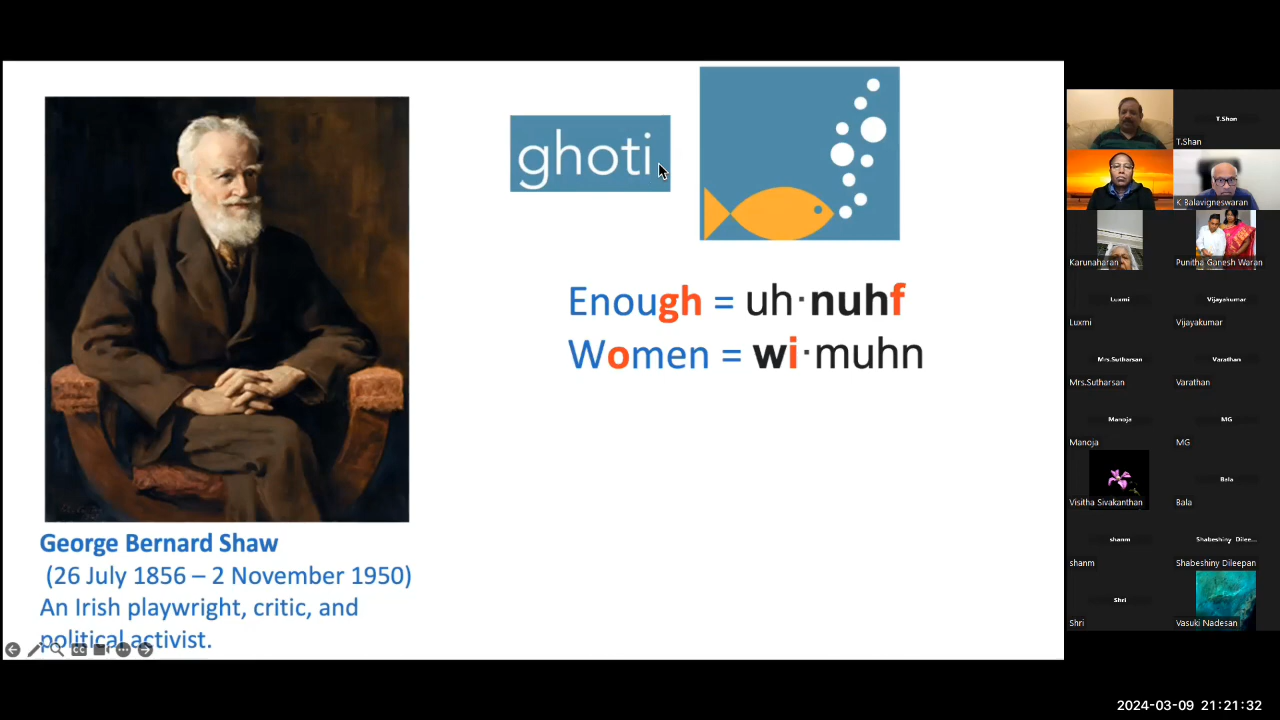 ghoti
Enough = uh·nuhf
Women = wi·muhn
George Bernard Shaw
(26 July 1856 – 2 November 1950)
An Irish playwright, critic, and
political activist.
T.Shan
T.Shan
K Balavigneswaran
Karunaharan
Punitha Ganesh Waran
Luxmi
Vijayakumar
Luxmi
Vijayakumar
Mrs.Sutharsan
Varathan
Mrs.Sutharsan
Varathan
Manoja
MG
Manoja
MG
Bala
Visitha Sivakanthan
Bala
shanm
Shabeshiny Dilee...
shanm
Shabeshiny Dileepan
Shri
Shri
Vasuki Nadesan
2024-03-09 21:21:32